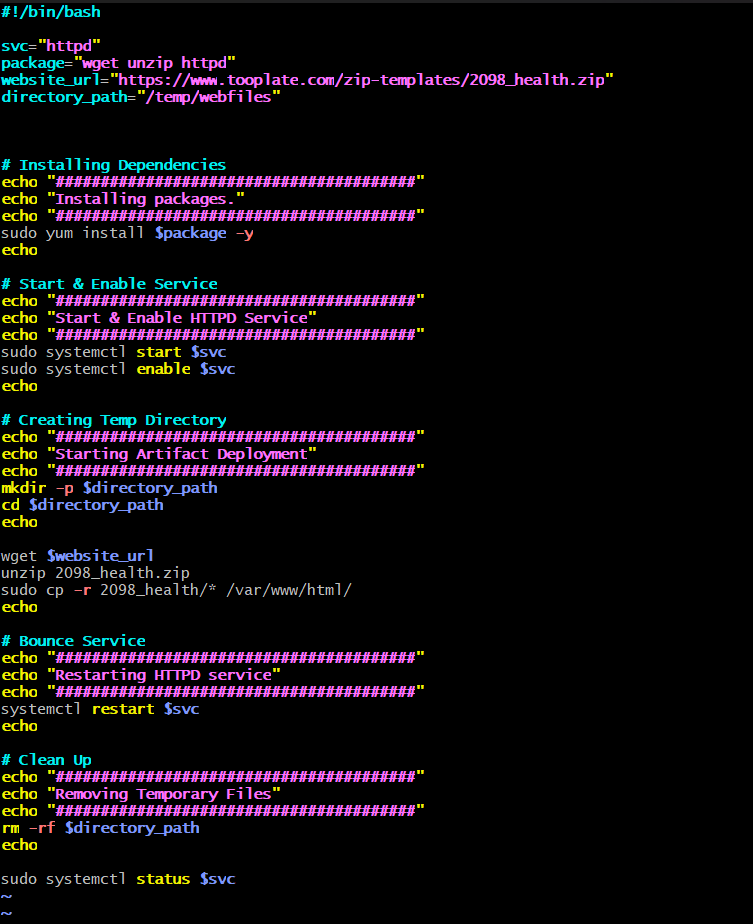 #!/bin/bash
svc="httpd"
package="wget unzip httpd"
website_url="https://www.tooplate.com/zip-templates/2098_health.zip"
directory_path="/temp/webfiles"
# Installing Dependencies
echo "########################################"
echo "Installing packages."
echo "########################################"
sudo yum install $package -y
echo
# Start & Enable Service
echo "########################################"
echo "Start & Enable HTTPD Service"
echo "########################################"
sudo systemctl start $svc
sudo systemctl enable $svc
echo
# Creating Temp Directory
echo "########################################"
echo "Starting Artifact Deployment"
echo "########################################"
mkdir -p $directory_path
cd $directory_path
echo
wget $website_url
unzip 2098_health.zip
sudo cp -r 2098_health/* /var/www/html/
echo
# Bounce Service
echo "########################################"
echo "Restarting HTTPD service"
echo "########################################"
systemctl restart $svc
echo
# Clean Up
echo "########################################"
echo "Removing Temporary Files"
echo "########################################"
rm -rf $directory_path
echo
sudo systemctl status $svc
~
~